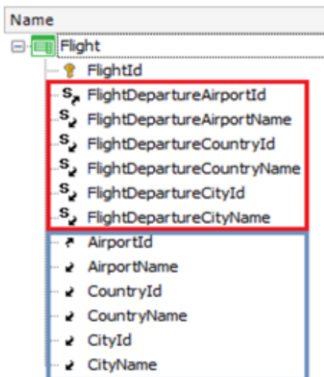 Name
Flight
FlightId
S FlightDepartureAirportId
S FlightDepartureAirportName
S FlightDepartureCountryId
S FlightDepartureCountryName
S FlightDepartureCityId
S FlightDepartureCityName
AirportId
AirportName
CountryId
CountryName
CityId
CityName